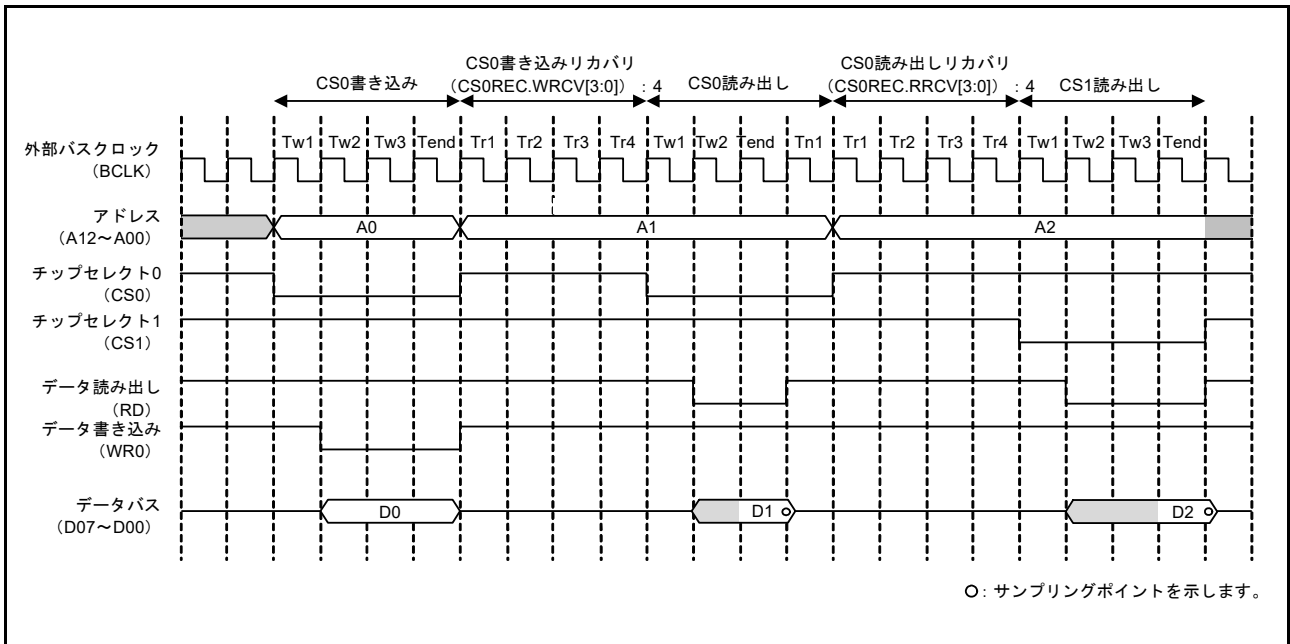 CS0書き込み
CS0書き込みリカバリ
（CS0REC.WRCV[3:0]）：4
CS0読み出し
CS0読み出しリカバリ
（CS0REC.RRCV[3:0]）：4
CS1読み出し
外部バスクロック
（BCLK）
Tw1 Tw2 Tw3 Tend Tr1 Tr2 Tr3 Tr4 Tw1 Tw2 Tend Tn1 Tr1 Tr2 Tr3 Tr4 Tw1 Tw2 Tw3 Tend
アドレス
（A12～A00）
A0 A1 A2
チップセレクト0
（CS0）
チップセレクト1
（CS1）
データ読み出し
（RD）
データ書き込み
（WR0）
データバス
（D07～D00）
D0 D1 D2
：サンプリングポイントを示します。